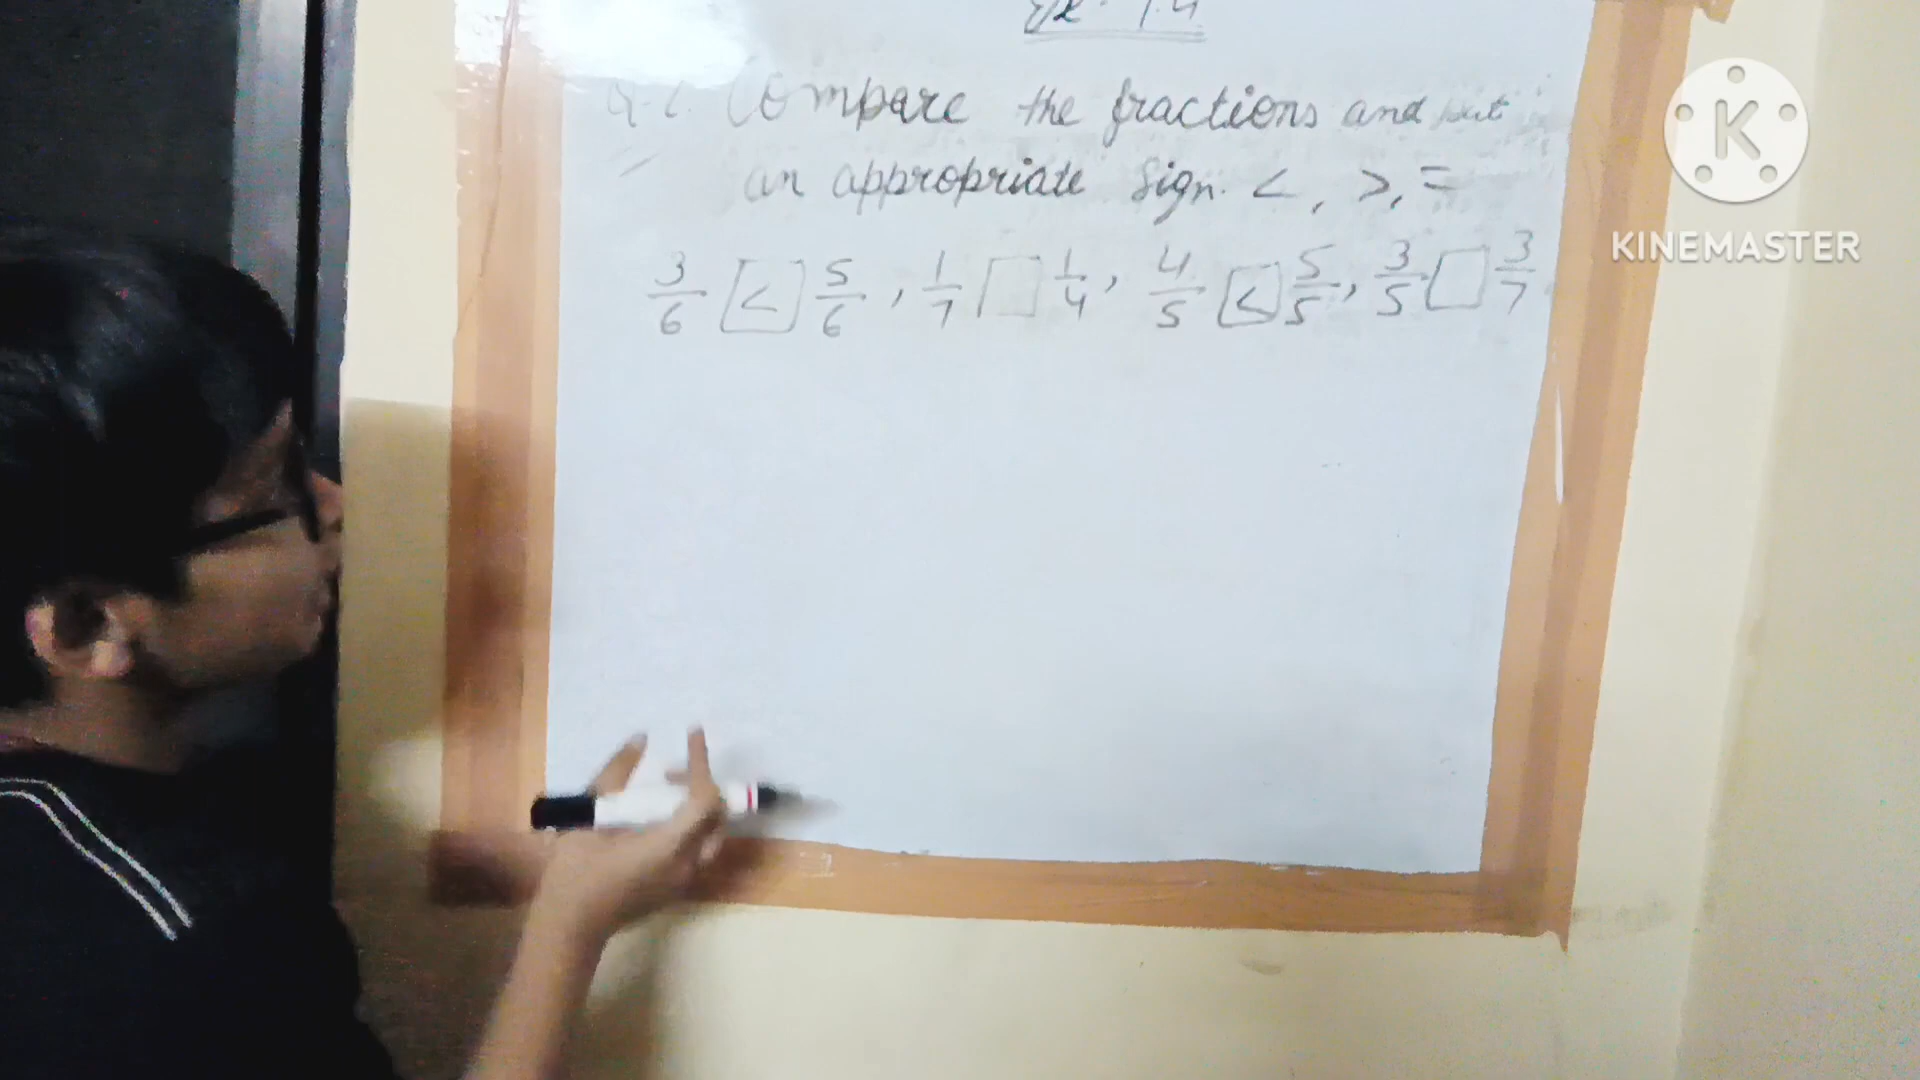 Ex. 7.4
Q-2. Compare the fractions and put
an appropriate sign. <, >, =
3/6 [<] 5/6, 1/7 [ ] 1/4, 4/5 [<] 5/5, 3/5 [ ] 3/7
K
KINEMASTER